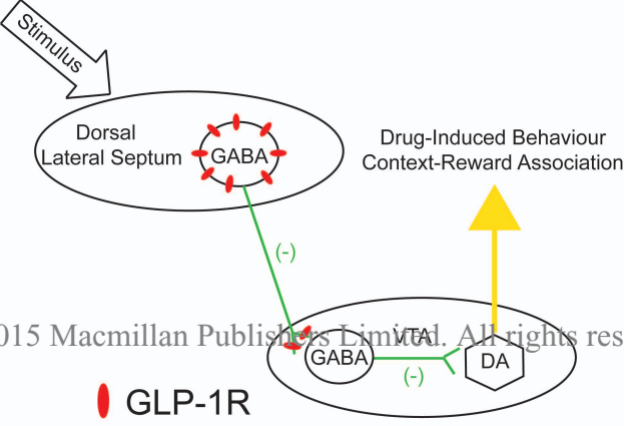 Stimulus
Dorsal
Lateral Septum
GABA
Drug-Induced Behaviour
Context-Reward Association
(-)
015 Macmillan Publishers Limited. All rights res
VTA
GABA
(-)
DA
GLP-1R